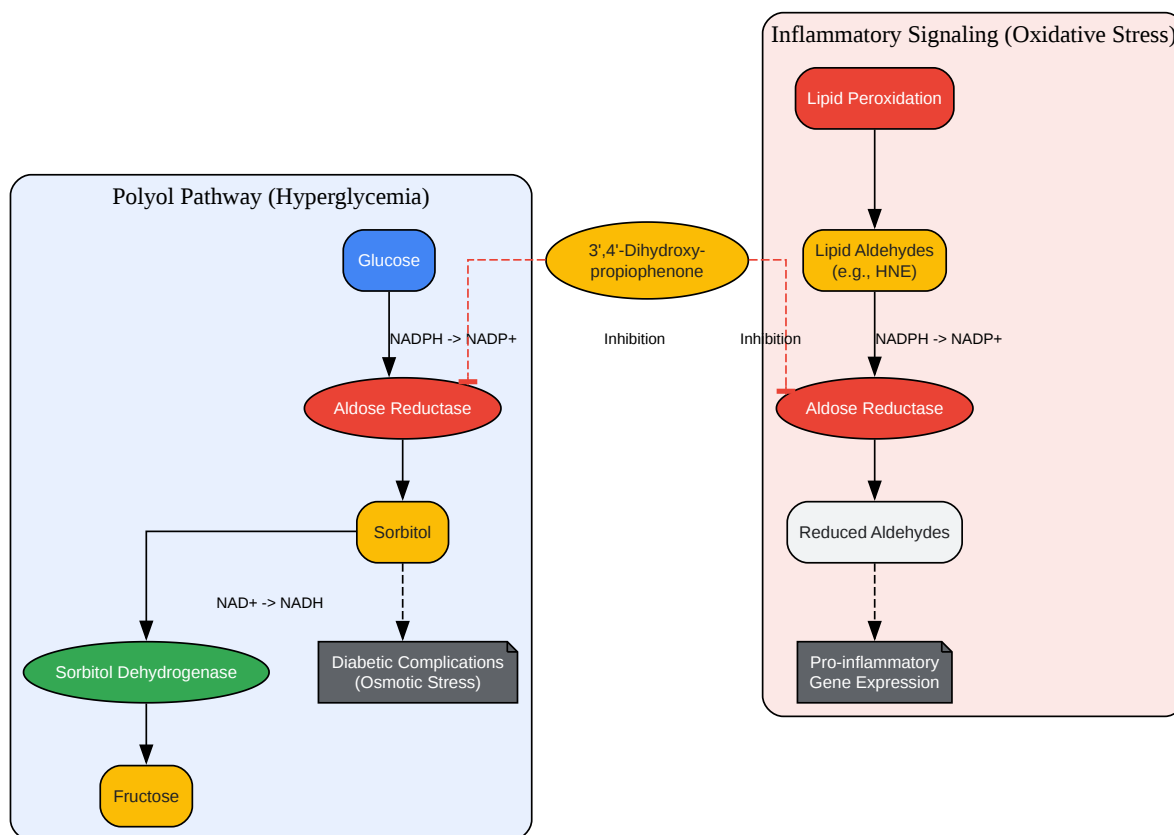 Inflammatory Signaling (Oxidative Stress)
Lipid Peroxidation
Polyol Pathway (Hyperglycemia)
Glucose
3',4'-Dihydroxy-
propiophenone
Lipid Aldehydes
(e.g., HNE)
NADPH -> NADP+
Inhibition
Inhibition
NADPH -> NADP+
Aldose Reductase
Aldose Reductase
Sorbitol
Reduced Aldehydes
NAD+ -> NADH
Sorbitol Dehydrogenase
Diabetic Complications
(Osmotic Stress)
Pro-inflammatory
Gene Expression
Fructose